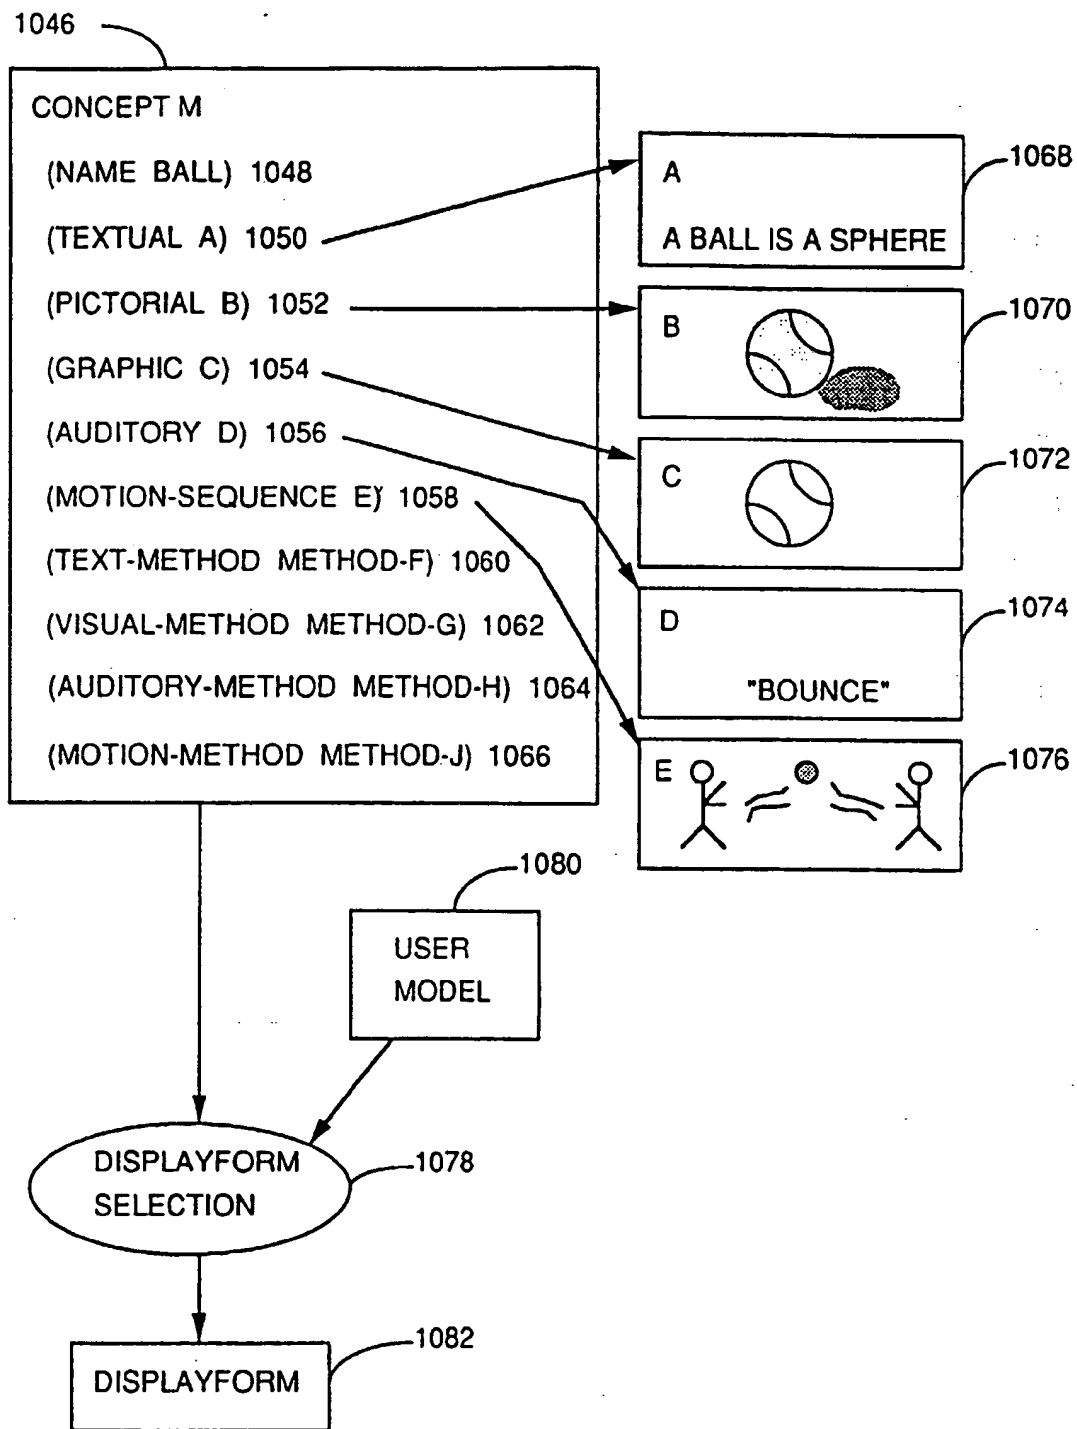 1046
CONCEPT M
(NAME BALL) 1048
(TEXTUAL A) 1050
(PICTORIAL B) 1052
(GRAPHIC C) 1054
(AUDITORY D) 1056
(MOTION-SEQUENCE E) 1058
(TEXT-METHOD METHOD-F) 1060
(VISUAL-METHOD METHOD-G) 1062
(AUDITORY-METHOD METHOD-H) 1064
(MOTION-METHOD METHOD-J) 1066
A
1068
A BALL IS A SPHERE
B
1070
C
1072
D
1074
"BOUNCE"
E
1076
1080
USER
MODEL
DISPLAYFORM
SELECTION
1078
1082
DISPLAYFORM